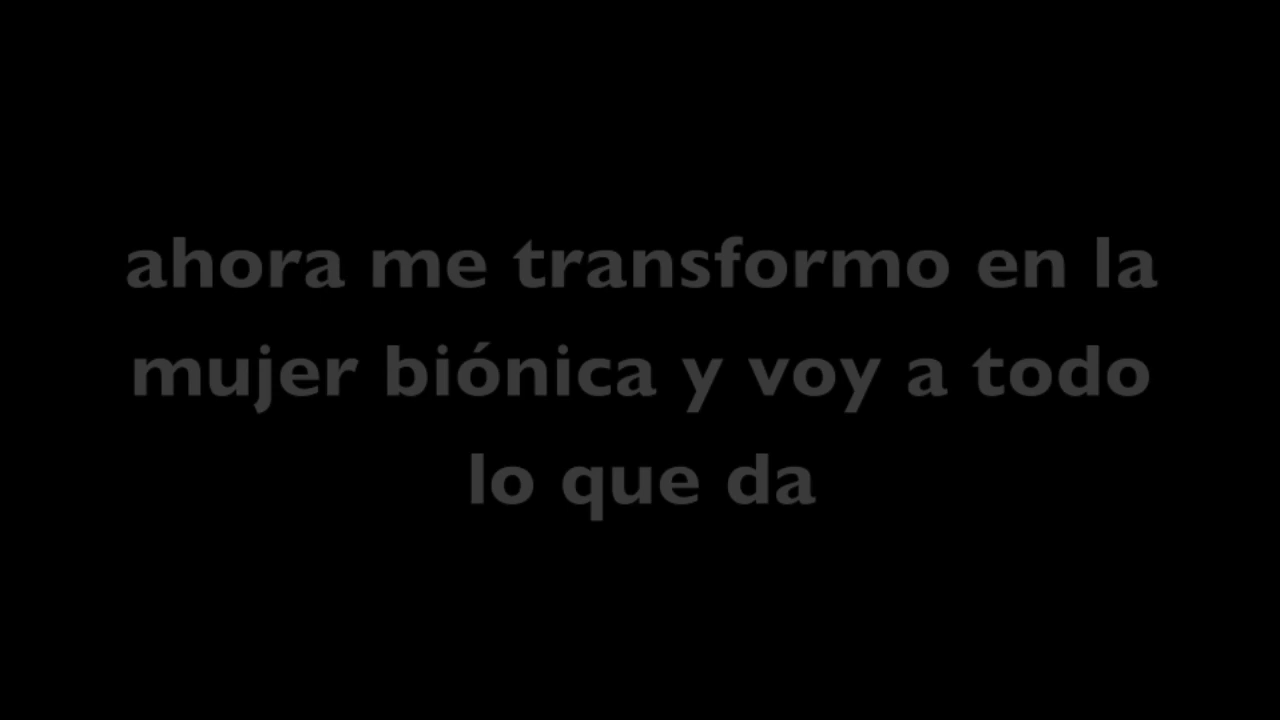 ahora me transformo en la
mujer biónica y voy a todo
lo que da